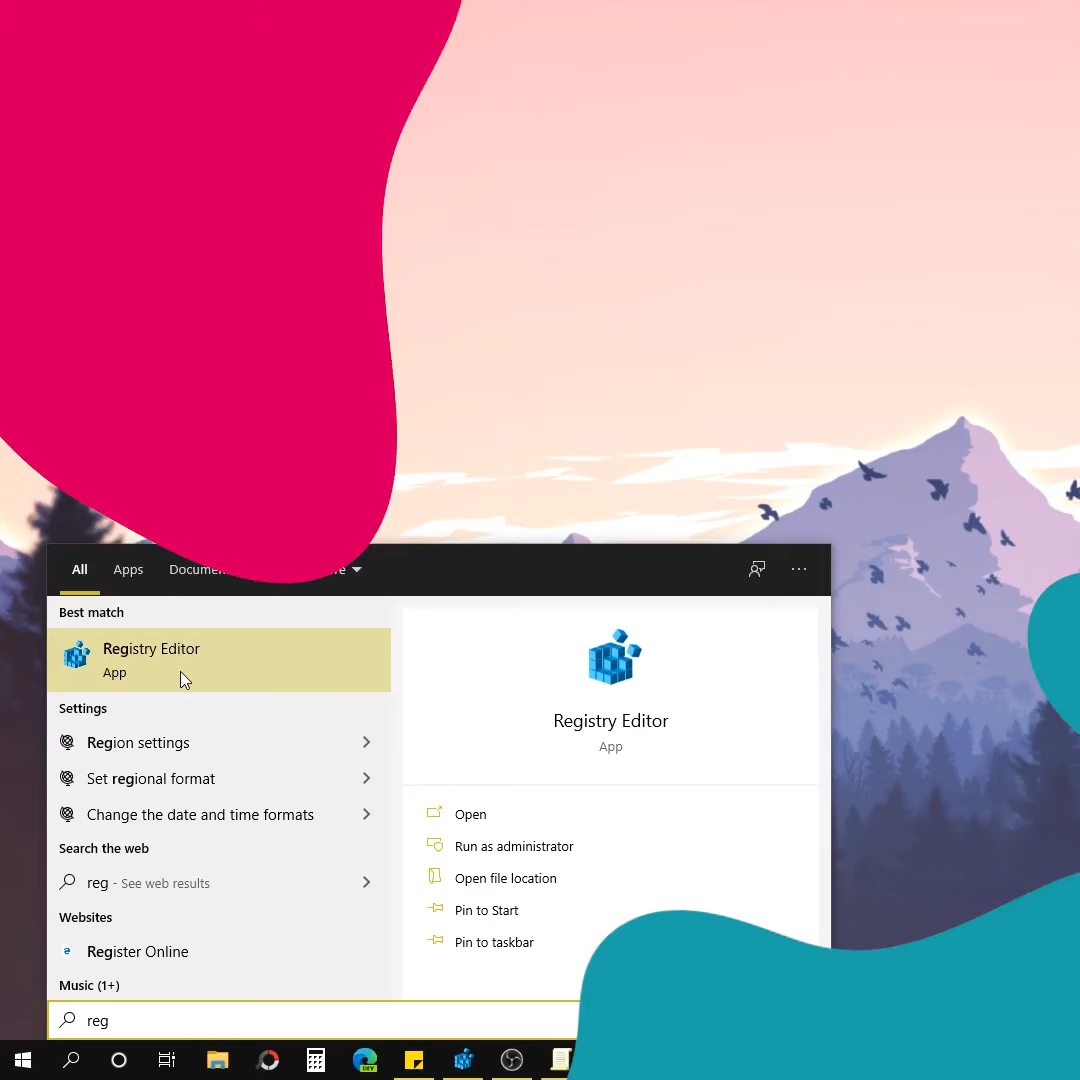 All Apps
Best match
Registry Editor
App
Settings
Region settings
Set regional format
Change the date and time formats
Search the web
reg - See web results
Websites
Register Online
Music (1+)
reg
Registry Editor
App
Open
Run as administrator
Open file location
Pin to Start
Pin to taskbar
DEV